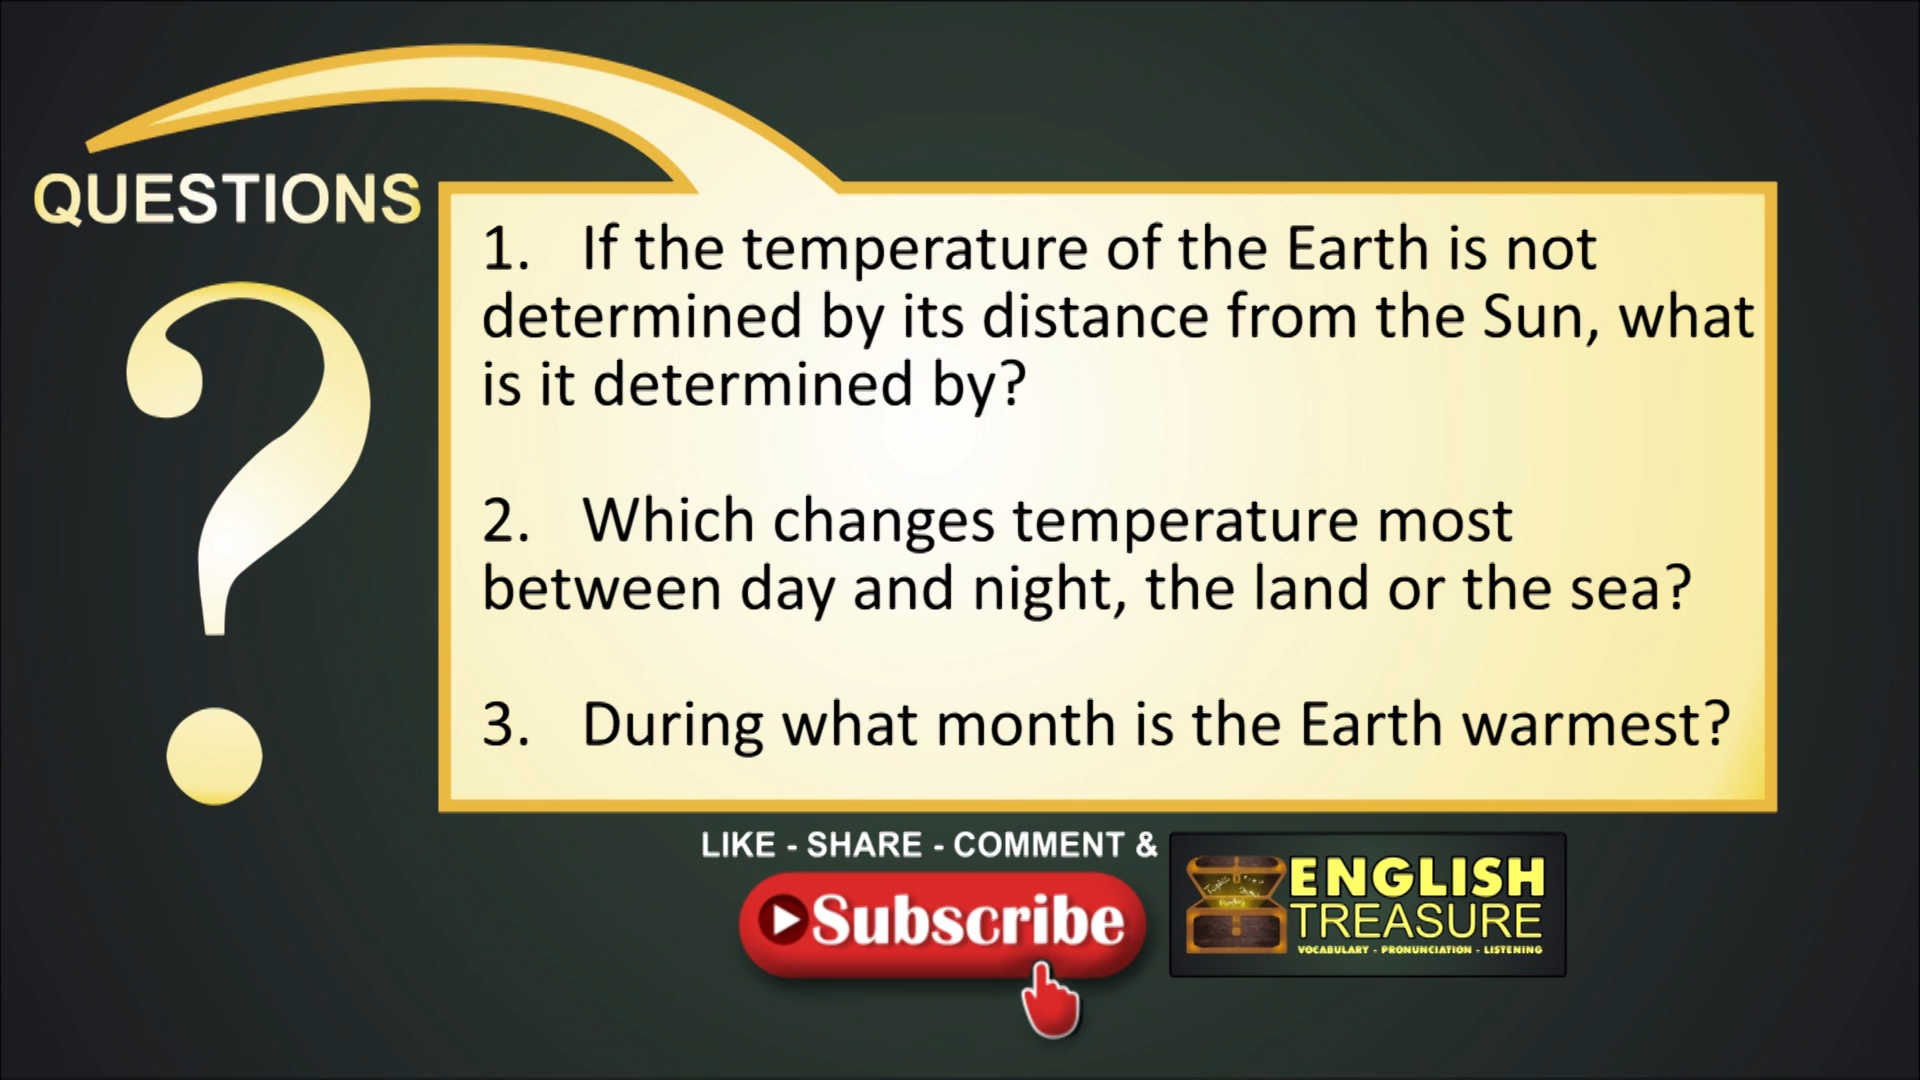 QUESTIONS
1. If the temperature of the Earth is not
determined by its distance from the Sun, what
is it determined by?
2. Which changes temperature most
between day and night, the land or the sea?
3. During what month is the Earth warmest?
LIKE - SHARE - COMMENT &
Subscribe
ENGLISH
TREASURE
VOCABULARY - PRONUNCIATION - LISTENING